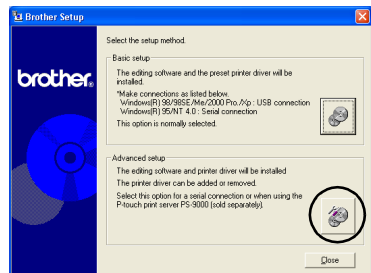 Brother Setup
brother.
Select the setup method.
Basic setup
The editing software and the preset printer driver will be
installed.
*Make connections as listed below.
Windows(R) 98/98SE/Me/2000 Pro./Xp : USB connection
Windows(R) 95/NT 4.0 : Serial connection
This option is normally selected.
Advanced setup
The editing software and printer driver will be installed
The printer driver can be added or removed.
Select this option for a serial connection or when using the
P-touch print server PS-9000 (sold separately).
Close